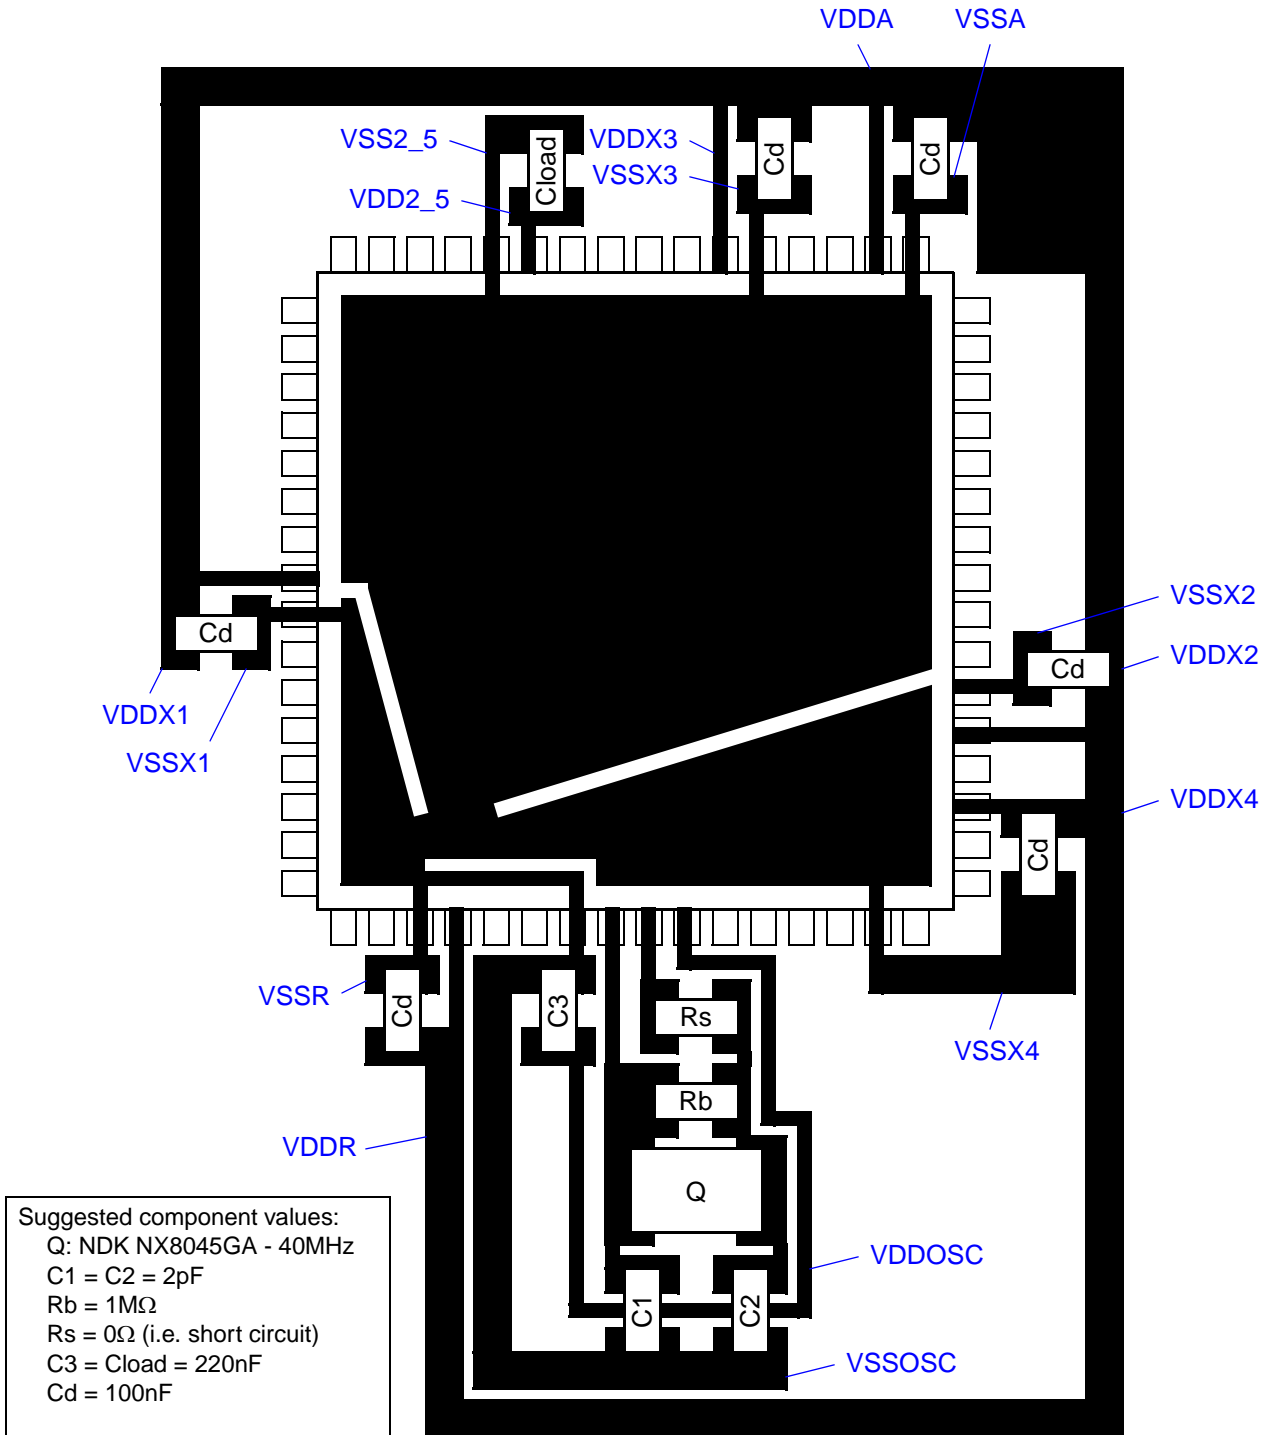 VDDA VSSA
VSS2_5
VDD2_5
Cload
VDDX3
VSSX3
Cd
Cd
Cd
VDDX1
VSSX1
VSSX2
VDDX2
Cd
VDDX4
Cd
VSSX4
VSSR
Cd
C3
Rs
Rb
VDDR
Q
VDDOSC
C1
C2
VSSOSC
Suggested component values:
Q: NDK NX8045GA - 40MHz
C1 = C2 = 2pF
Rb = 1MΩ
Rs = 0Ω (i.e. short circuit)
C3 = Cload = 220nF
Cd = 100nF